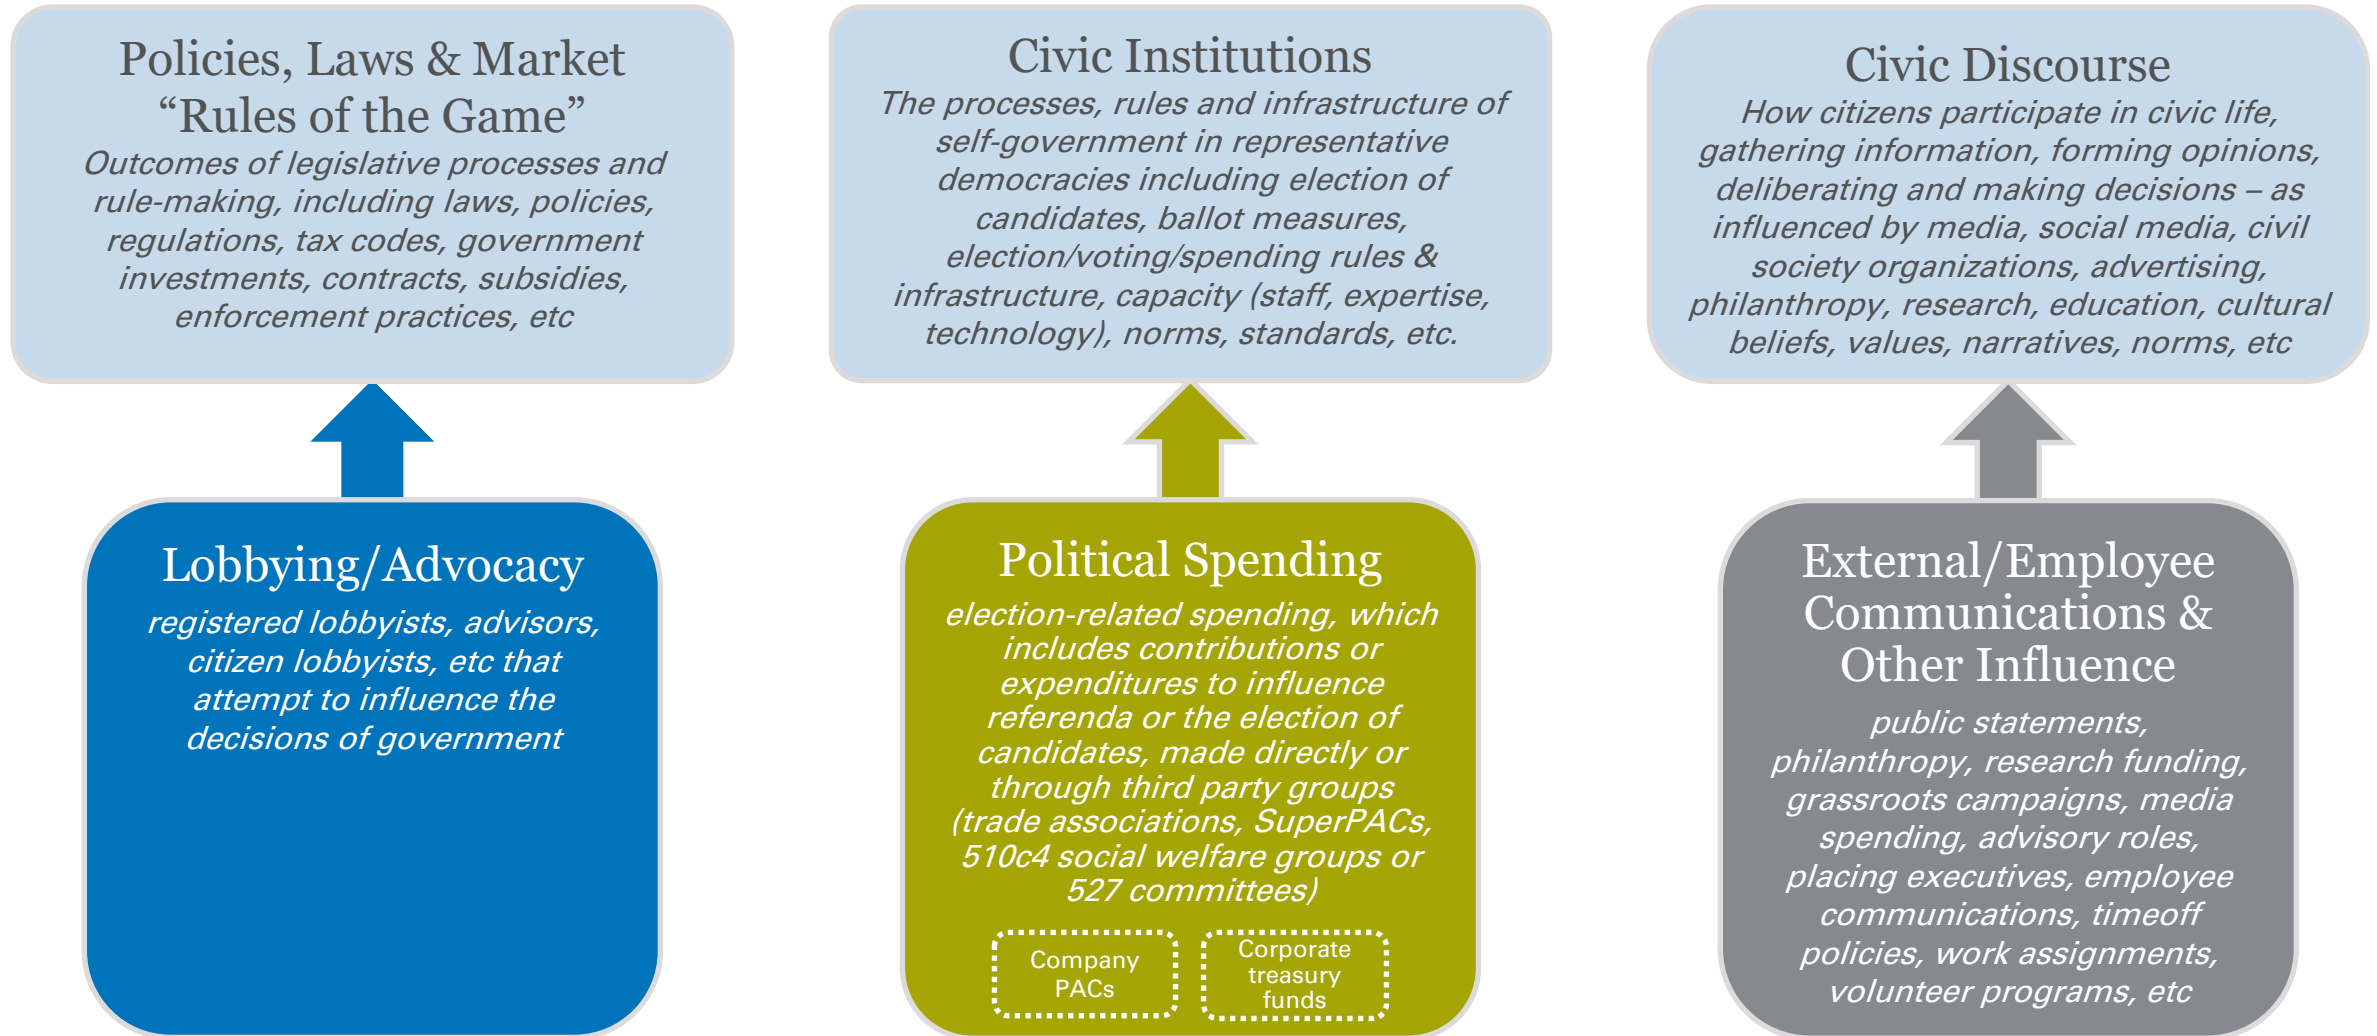 Policies, Laws & Market
“Rules of the Game”
Outcomes of legislative processes and
rule-making, including laws, policies,
regulations, tax codes, government
investments, contracts, subsidies,
enforcement practices, etc
Civic Institutions
The processes, rules and infrastructure of
self-government in representative
democracies including election of
candidates, ballot measures,
election/voting/spending rules &
infrastructure, capacity (staff, expertise,
technology), norms, standards, etc.
Civic Discourse
How citizens participate in civic life,
gathering information, forming opinions,
deliberating and making decisions – as
influenced by media, social media, civil
society organizations, advertising,
philanthropy, research, education, cultural
beliefs, values, narratives, norms, etc
Lobbying/Advocacy
registered lobbyists, advisors,
citizen lobbyists, etc that
attempt to influence the
decisions of government
Political Spending
election-related spending, which
includes contributions or
expenditures to influence
referenda or the election of
candidates, made directly or
through third party groups
(trade associations, SuperPACs,
510c4 social welfare groups or
527 committees)
Company
PACs
Corporate
treasury
funds
External/Employee
Communications &
Other Influence
public statements,
philanthropy, research funding,
grassroots campaigns, media
spending, advisory roles,
placing executives, employee
communications, timeoff
policies, work assignments,
volunteer programs, etc